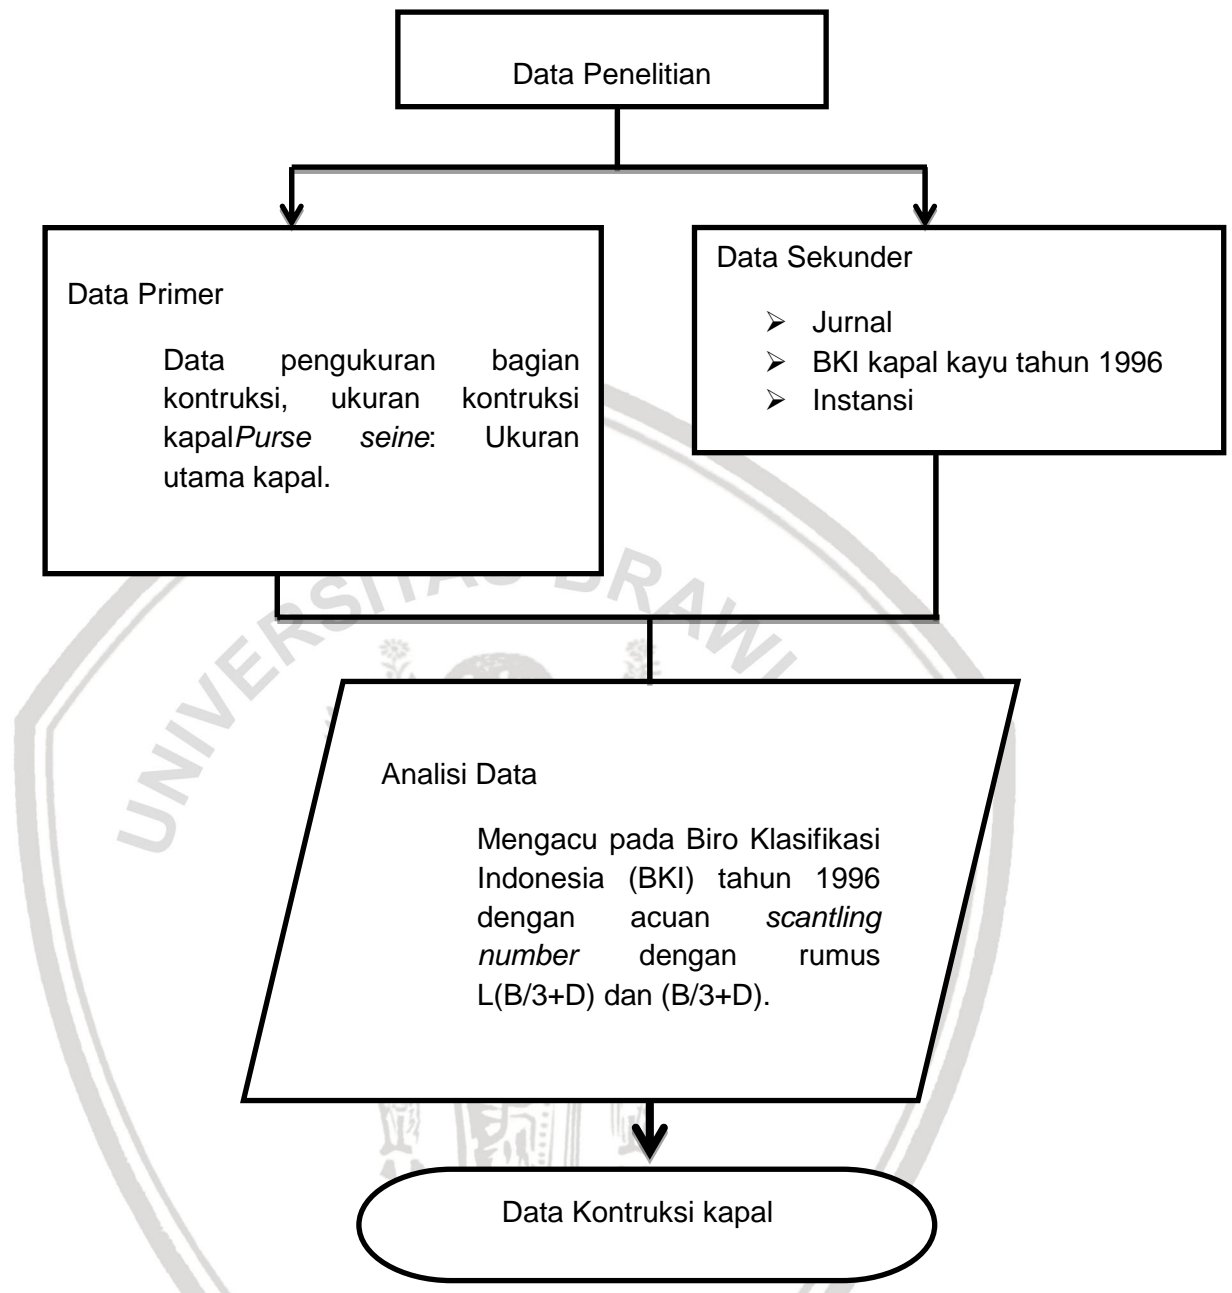 Data Penelitian
Data Primer
Data pengukuran bagian
kontruksi, ukuran kontruksi
kapalPurse seine: Ukuran
utama kapal.
Data Sekunder
➢ Jurnal
➢ BKI kapal kayu tahun 1996
➢ Instansi
UNIVERSITAS BRAWI
Analisi Data
Mengacu pada Biro Klasifikasi
Indonesia (BKI) tahun 1996
dengan acuan scantling
number dengan rumus
L(B/3+D) dan (B/3+D).
Data Kontruksi kapal